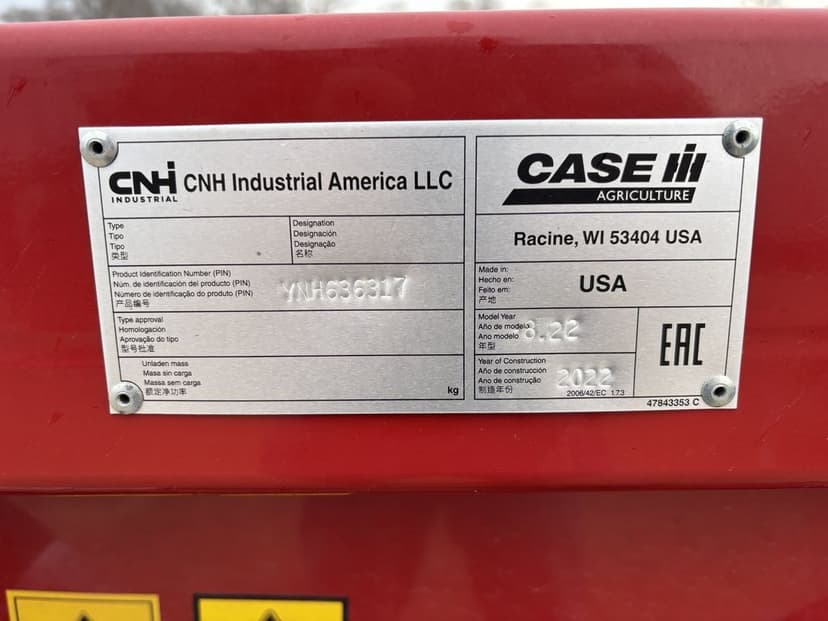 CNH
INDUSTRIAL
CNH Industrial America LLC
Type
Tipo
Tipo
类型
Designation
Designación
Designação
名称
Product Identification Number (PIN)
Núm. de identificación del producto (PIN)
Número de identificação do produto (PIN)
产品编号
YNH636317
Type approval
Homologación
Aprovação do tipo
型号批准
Unladen mass
Masa sin carga
Massa sem carga
额定净功率
kg
CASE IH
AGRICULTURE
Racine, WI 53404 USA
Made in:
Hecho en:
Feito em:
产地
USA
Model Year
Año de modelo
Ano modelo
年型
8.22
Year of Construction
Año de construcción
Ano de construção
制造年份
2022
2006/42/EC 1.7.3
EAC
47843353 C